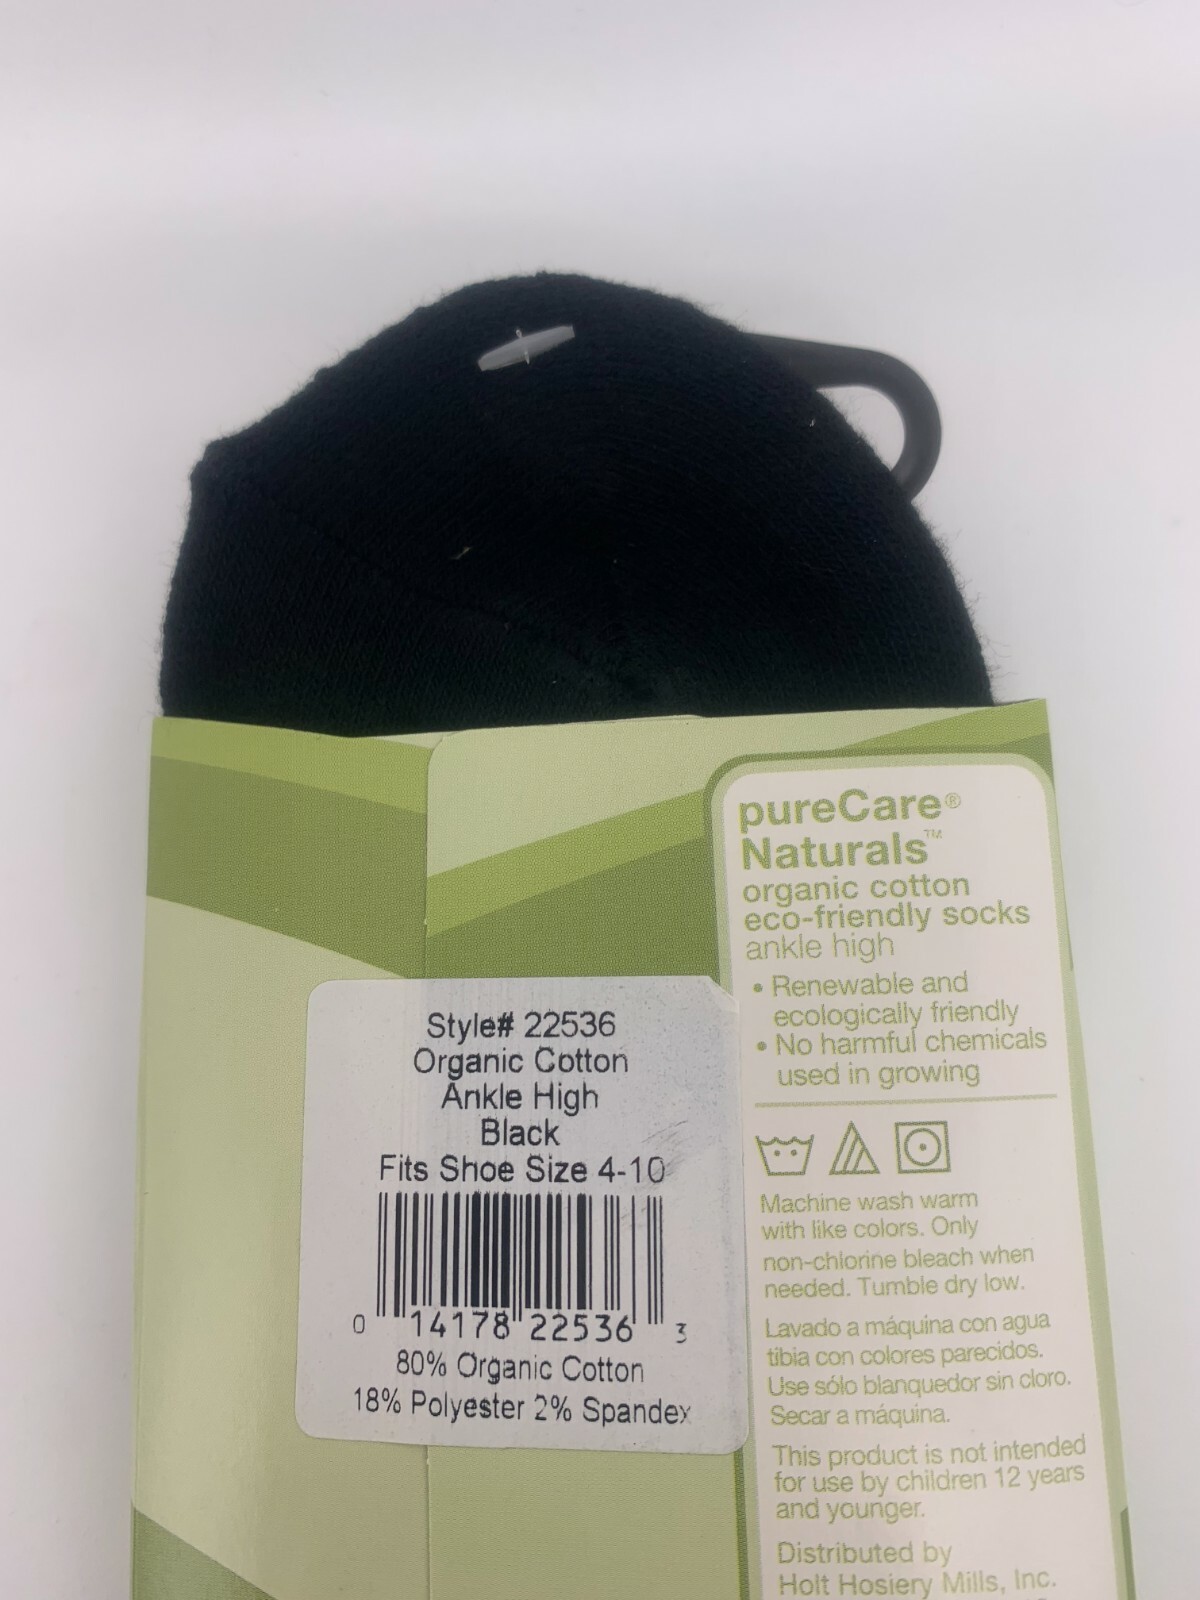 pureCare®
Naturals™
organic cotton
eco-friendly socks
ankle high
• Renewable and
ecologically friendly
• No harmful chemicals
used in growing
Machine wash warm
with like colors. Only
non-chlorine bleach when
needed. Tumble dry low.
Lavado a máquina con agua
tibia con colores parecidos.
Use sólo blanquedor sin cloro.
Secar a máquina.
This product is not intended
for use by children 12 years
and younger.
Distributed by
Holt Hosiery Mills, Inc.
Style# 22536
Organic Cotton
Ankle High
Black
Fits Shoe Size 4-10
0 14178 22536 3
80% Organic Cotton
18% Polyester 2% Spandex